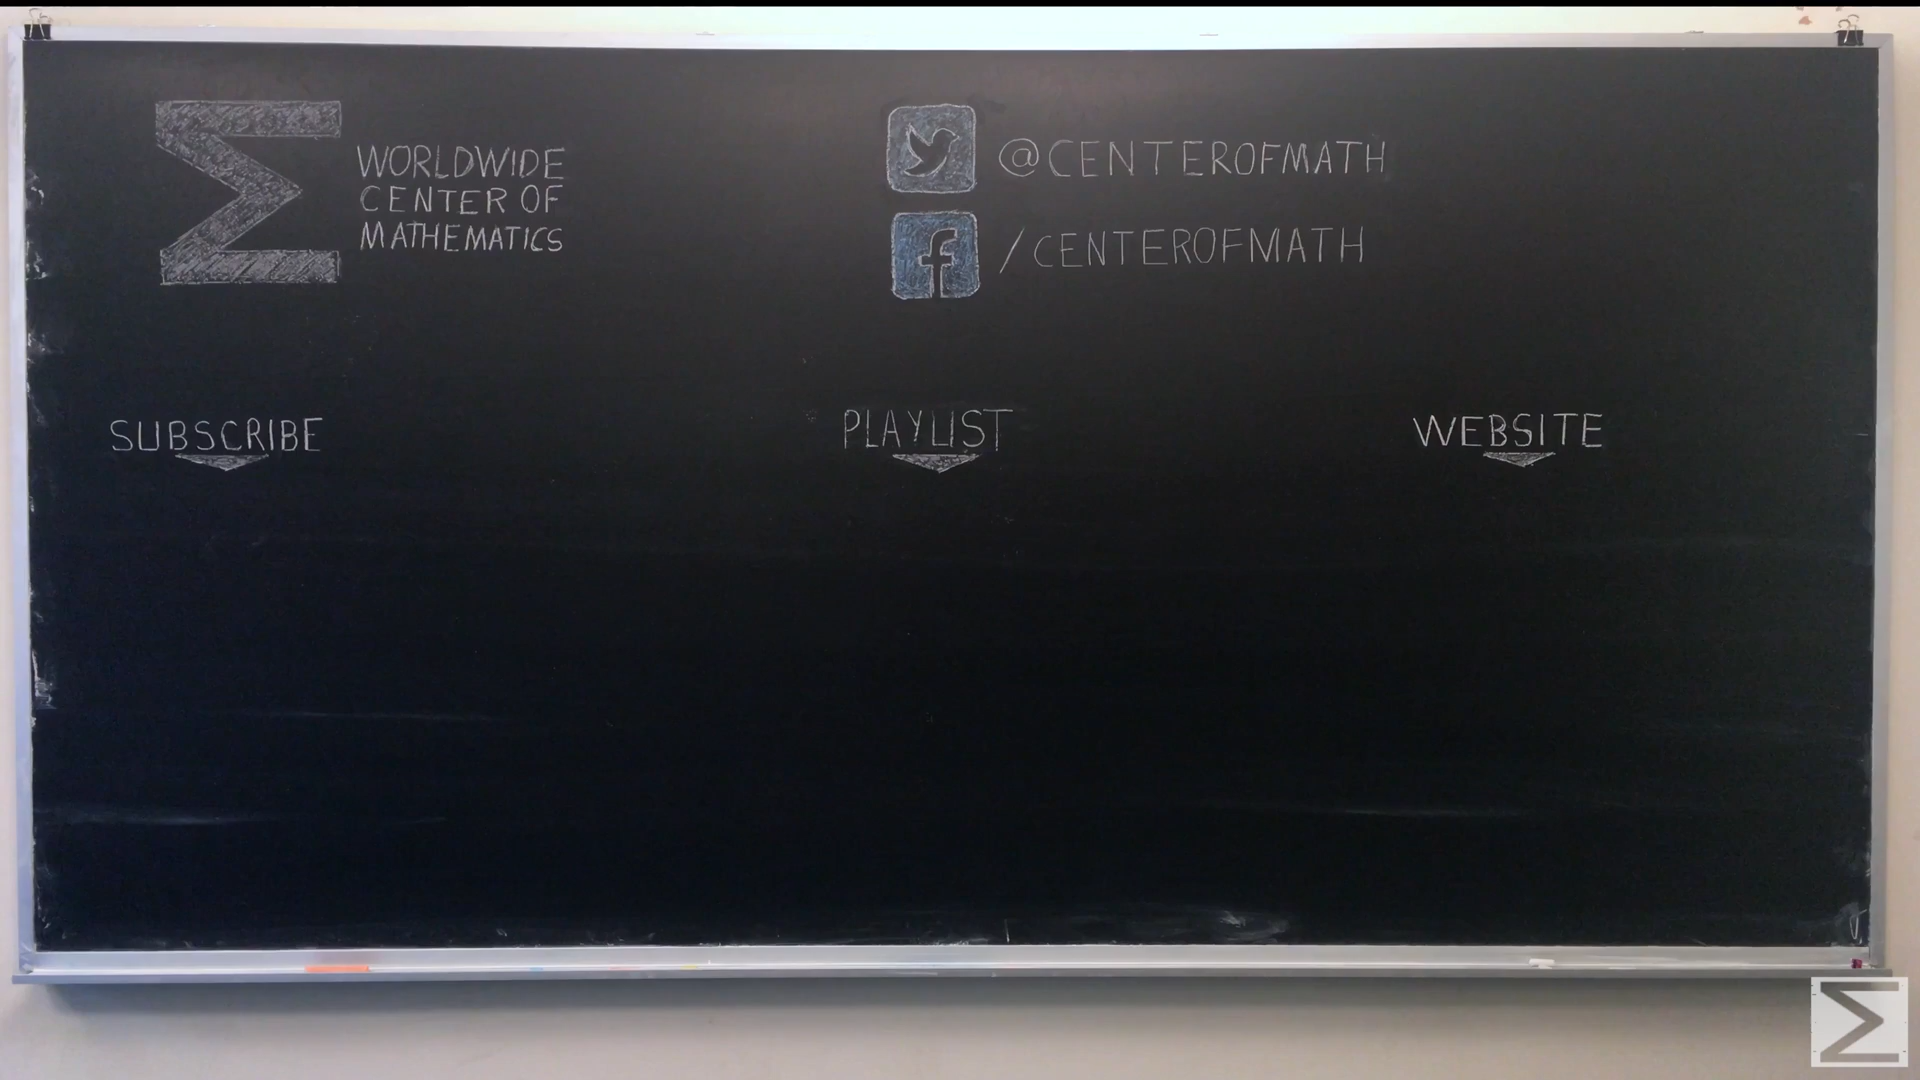 WORLDWIDE
CENTER OF
MATHEMATICS
@CENTEROFMATH
/CENTEROFMATH
SUBSCRIBE
PLAYLIST
WEBSITE